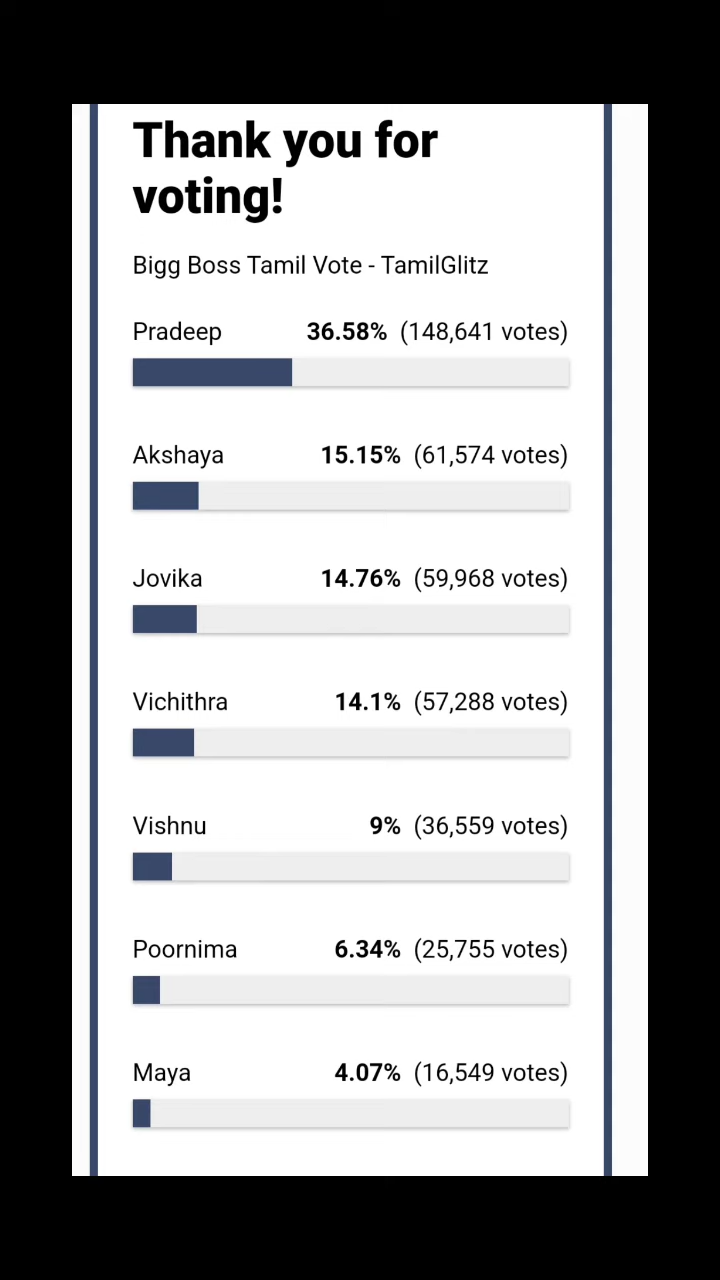 Thank you for
voting!
Bigg Boss Tamil Vote - TamilGlitz
Pradeep 36.58% (148,641 votes)
Akshaya 15.15% (61,574 votes)
Jovika 14.76% (59,968 votes)
Vichithra 14.1% (57,288 votes)
Vishnu 9% (36,559 votes)
Poornima 6.34% (25,755 votes)
Maya 4.07% (16,549 votes)